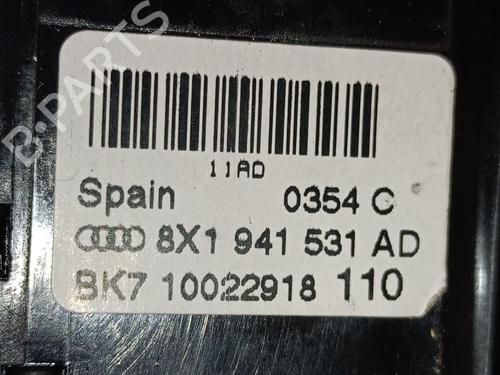 B-PARTS
11AD
Spain 0354 C
8X1 941 531 AD
BK7 10022918 110